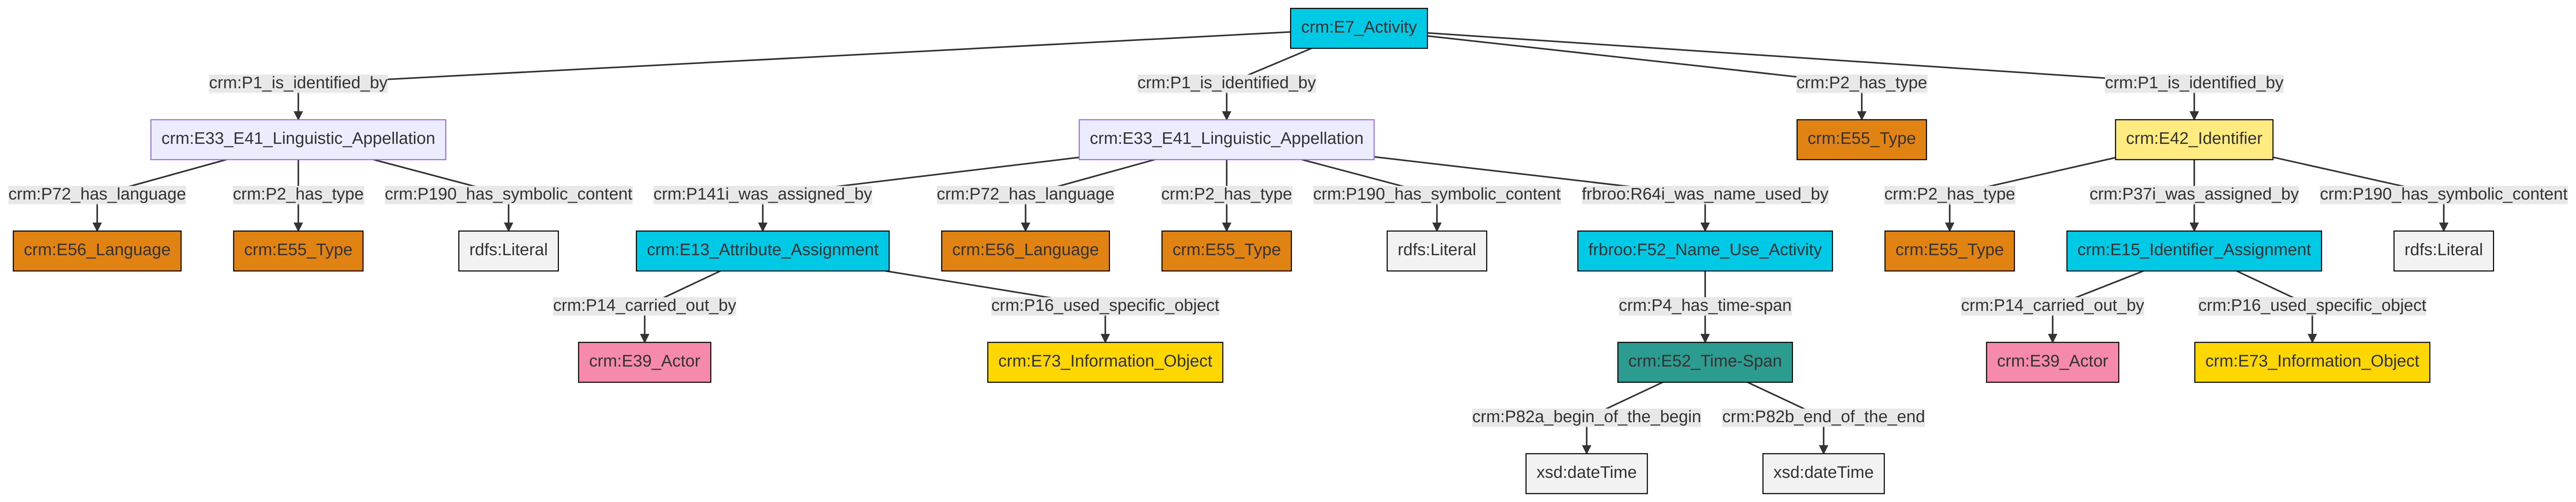 crm:E7_Activity
crm:P1_is_identified_by
crm:P1_is_identified_by
crm:P2_has_type
crm:P1_is_identified_by
crm:E33_E41_Linguistic_Appellation
crm:E33_E41_Linguistic_Appellation
crm:E55_Type
crm:E42_Identifier
crm:P72_has_language
crm:P2_has_type
crm:P190_has_symbolic_content
crm:P141i_was_assigned_by
crm:P72_has_language
crm:P2_has_type
crm:P190_has_symbolic_content
frbroo:R64i_was_name_used_by
crm:P2_has_type
crm:P37i_was_assigned_by
crm:P190_has_symbolic_content
crm:E56_Language
crm:E55_Type
rdfs:Literal
crm:E13_Attribute_Assignment
crm:E56_Language
crm:E55_Type
rdfs:Literal
frbroo:F52_Name_Use_Activity
crm:E55_Type
crm:E15_Identifier_Assignment
rdfs:Literal
crm:P14_carried_out_by
crm:P16_used_specific_object
crm:P4_has_time-span
crm:P14_carried_out_by
crm:P16_used_specific_object
crm:E39_Actor
crm:E73_Information_Object
crm:E52_Time-Span
crm:E39_Actor
crm:E73_Information_Object
crm:P82a_begin_of_the_begin
crm:P82b_end_of_the_end
xsd:dateTime
xsd:dateTime